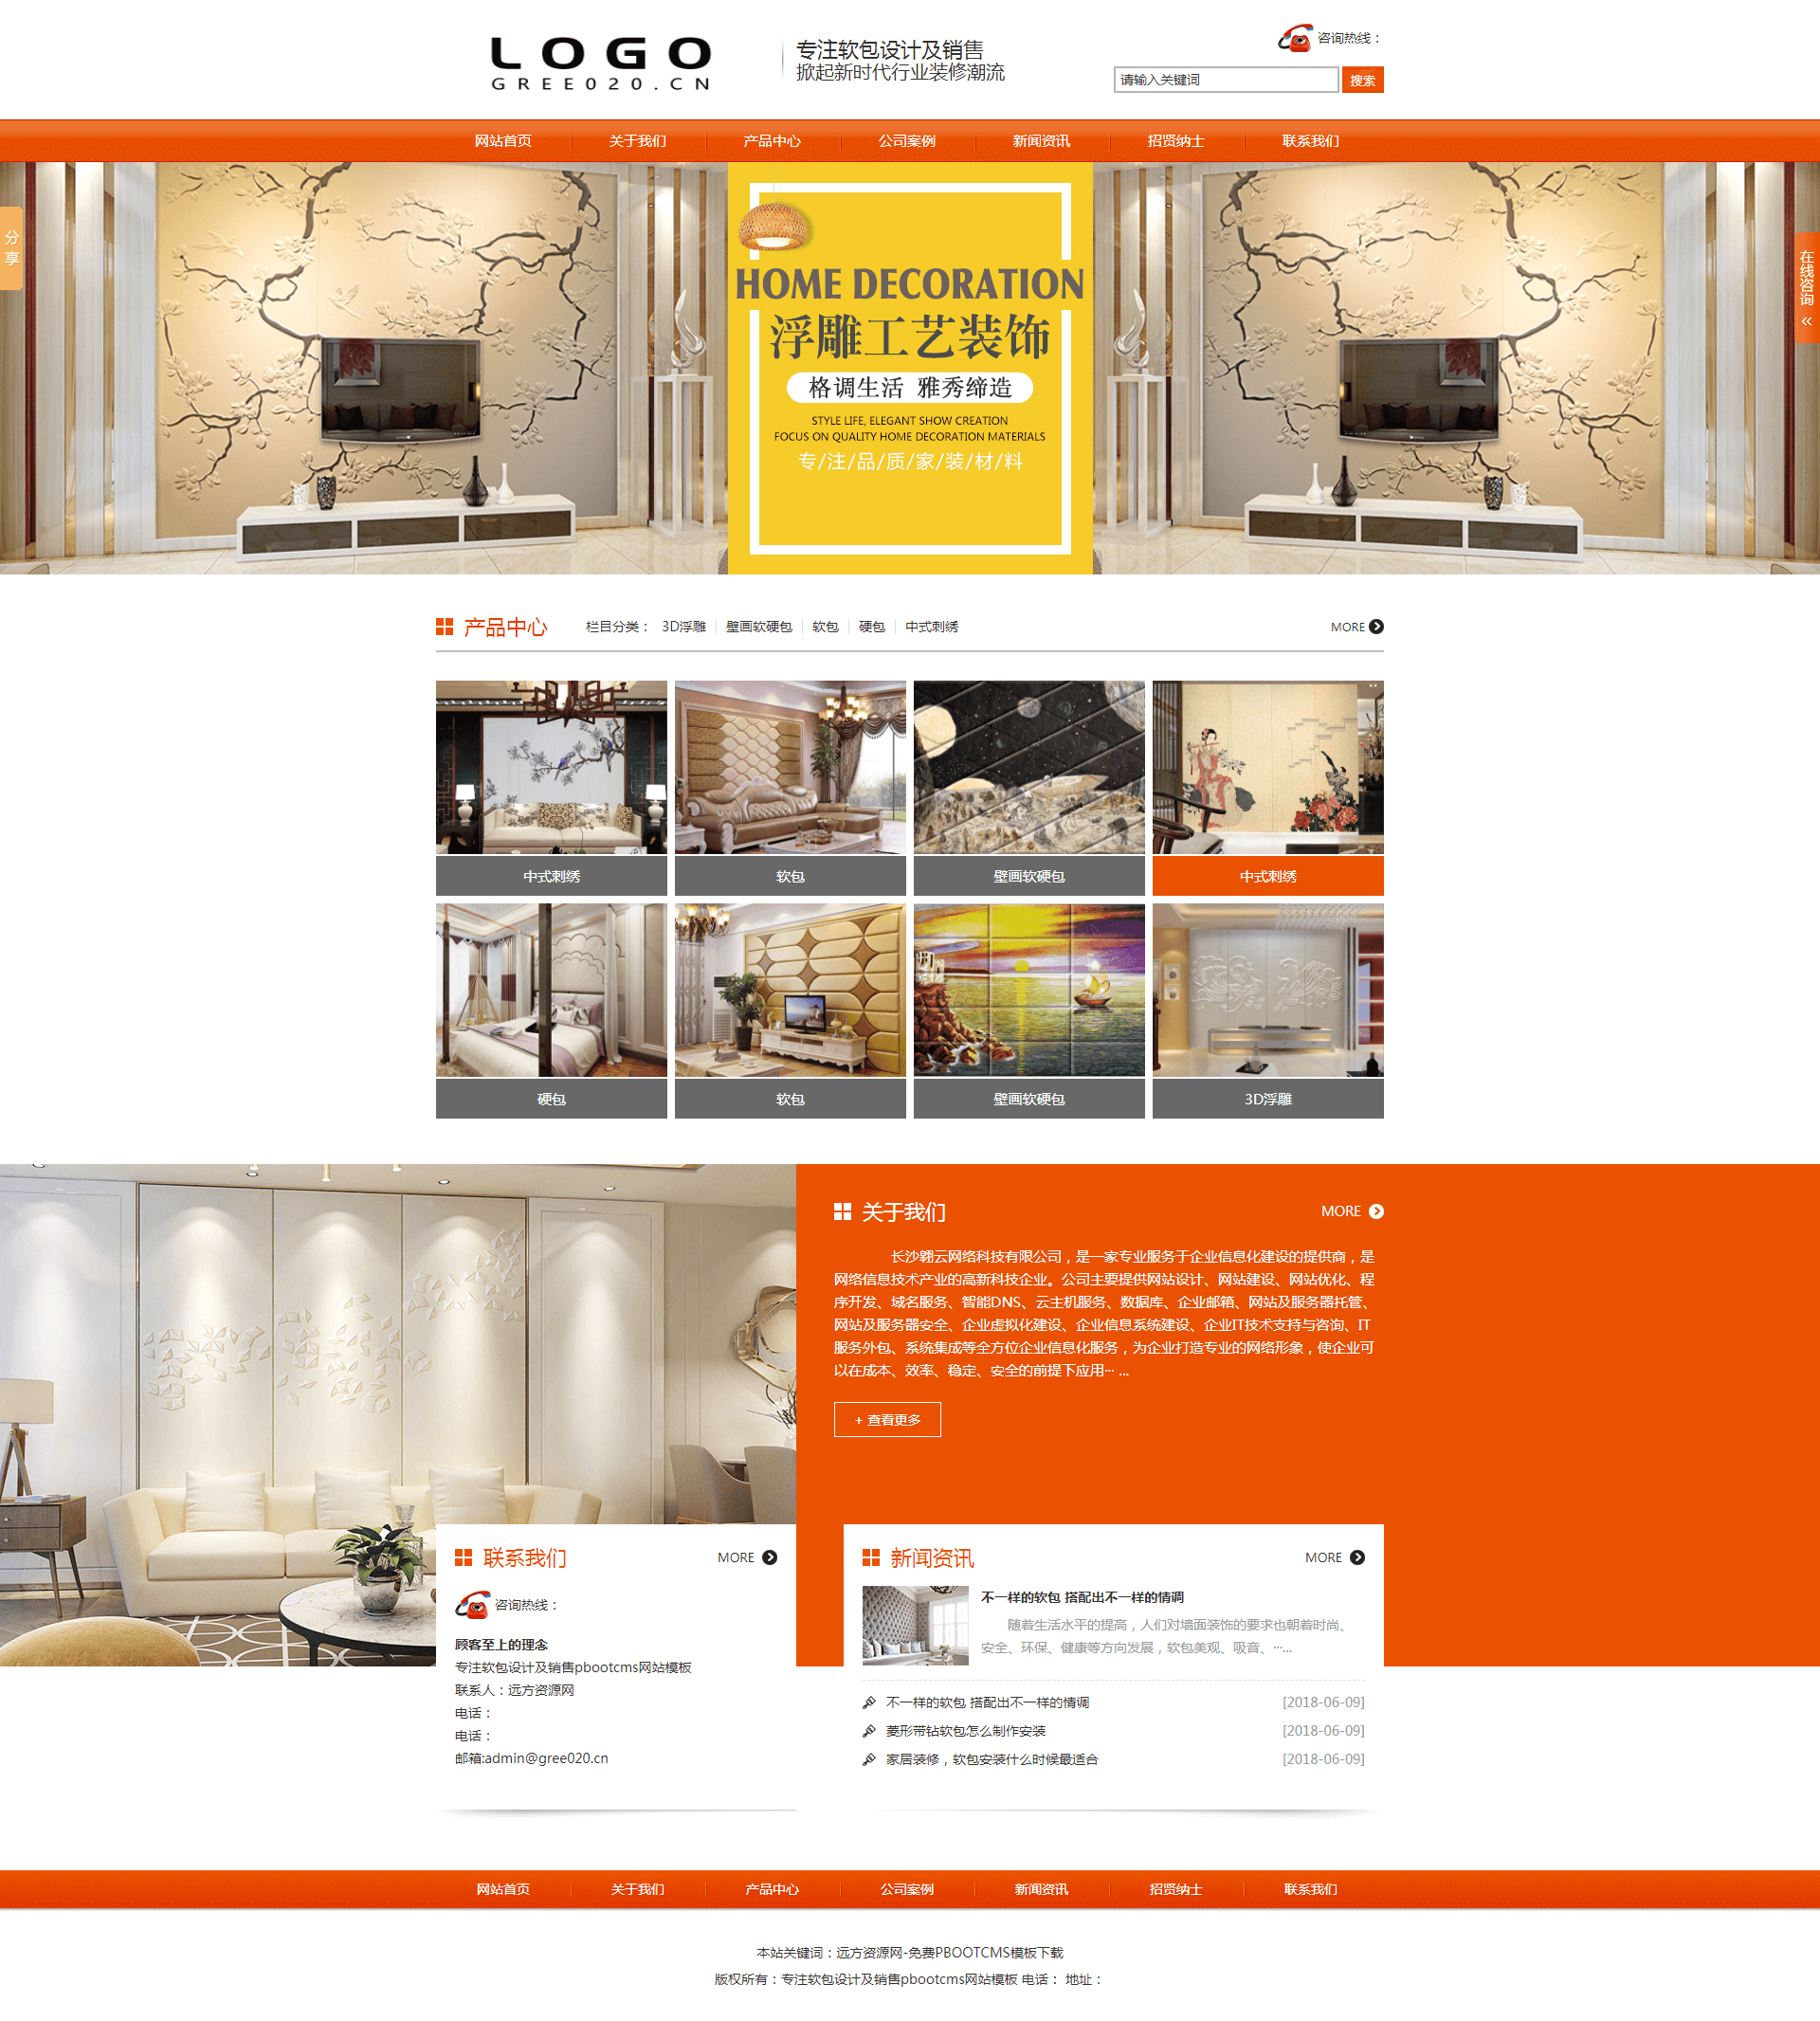 LOGO
GREE020.CN
专注软包设计及销售
掀起新时代行业装修潮流
咨询热线：
请输入关键词
搜索
网站首页 关于我们 产品中心 公司案例 新闻资讯 招贤纳士 联系我们
分享
在线咨询 «
HOME DECORATION
浮雕工艺装饰
格调生活 雅秀缔造
STYLE LIFE, ELEGANT SHOW CREATION
FOCUS ON QUALITY HOME DECORATION MATERIALS
专/注/品/质/家/装/材/料
产品中心 栏目分类： 3D浮雕 壁画软硬包 软包 硬包 中式刺绣 MORE
中式刺绣 软包 壁画软硬包 中式刺绣
硬包 软包 壁画软硬包 3D浮雕
关于我们 MORE
长沙翱云网络科技有限公司，是一家专业服务于企业信息化建设的提供商，是
网络信息技术产业的高新科技企业。公司主要提供网站设计、网站建设、网站优化、程
序开发、域名服务、智能DNS、云主机服务、数据库、企业邮箱、网站及服务器托管、
网站及服务器安全、企业虚拟化建设、企业信息系统建设、企业IT技术支持与咨询、IT
服务外包、系统集成等全方位企业信息化服务，为企业打造专业的网络形象，使企业可
以在成本、效率、稳定、安全的前提下应用··· ...
+ 查看更多
联系我们 MORE
咨询热线：
顾客至上的理念
专注软包设计及销售pbootcms网站模板
联系人：远方资源网
电话：
电话：
邮箱:admin@gree020.cn
新闻资讯 MORE
不一样的软包 搭配出不一样的情调
随着生活水平的提高，人们对墙面装饰的要求也朝着时尚、
安全、环保、健康等方向发展，软包美观、吸音、···...
不一样的软包 搭配出不一样的情调 [2018-06-09]
菱形带钻软包怎么制作安装 [2018-06-09]
家居装修，软包安装什么时候最适合 [2018-06-09]
网站首页 关于我们 产品中心 公司案例 新闻资讯 招贤纳士 联系我们
本站关键词：远方资源网-免费PBOOTCMS模板下载
版权所有：专注软包设计及销售pbootcms网站模板 电话： 地址：